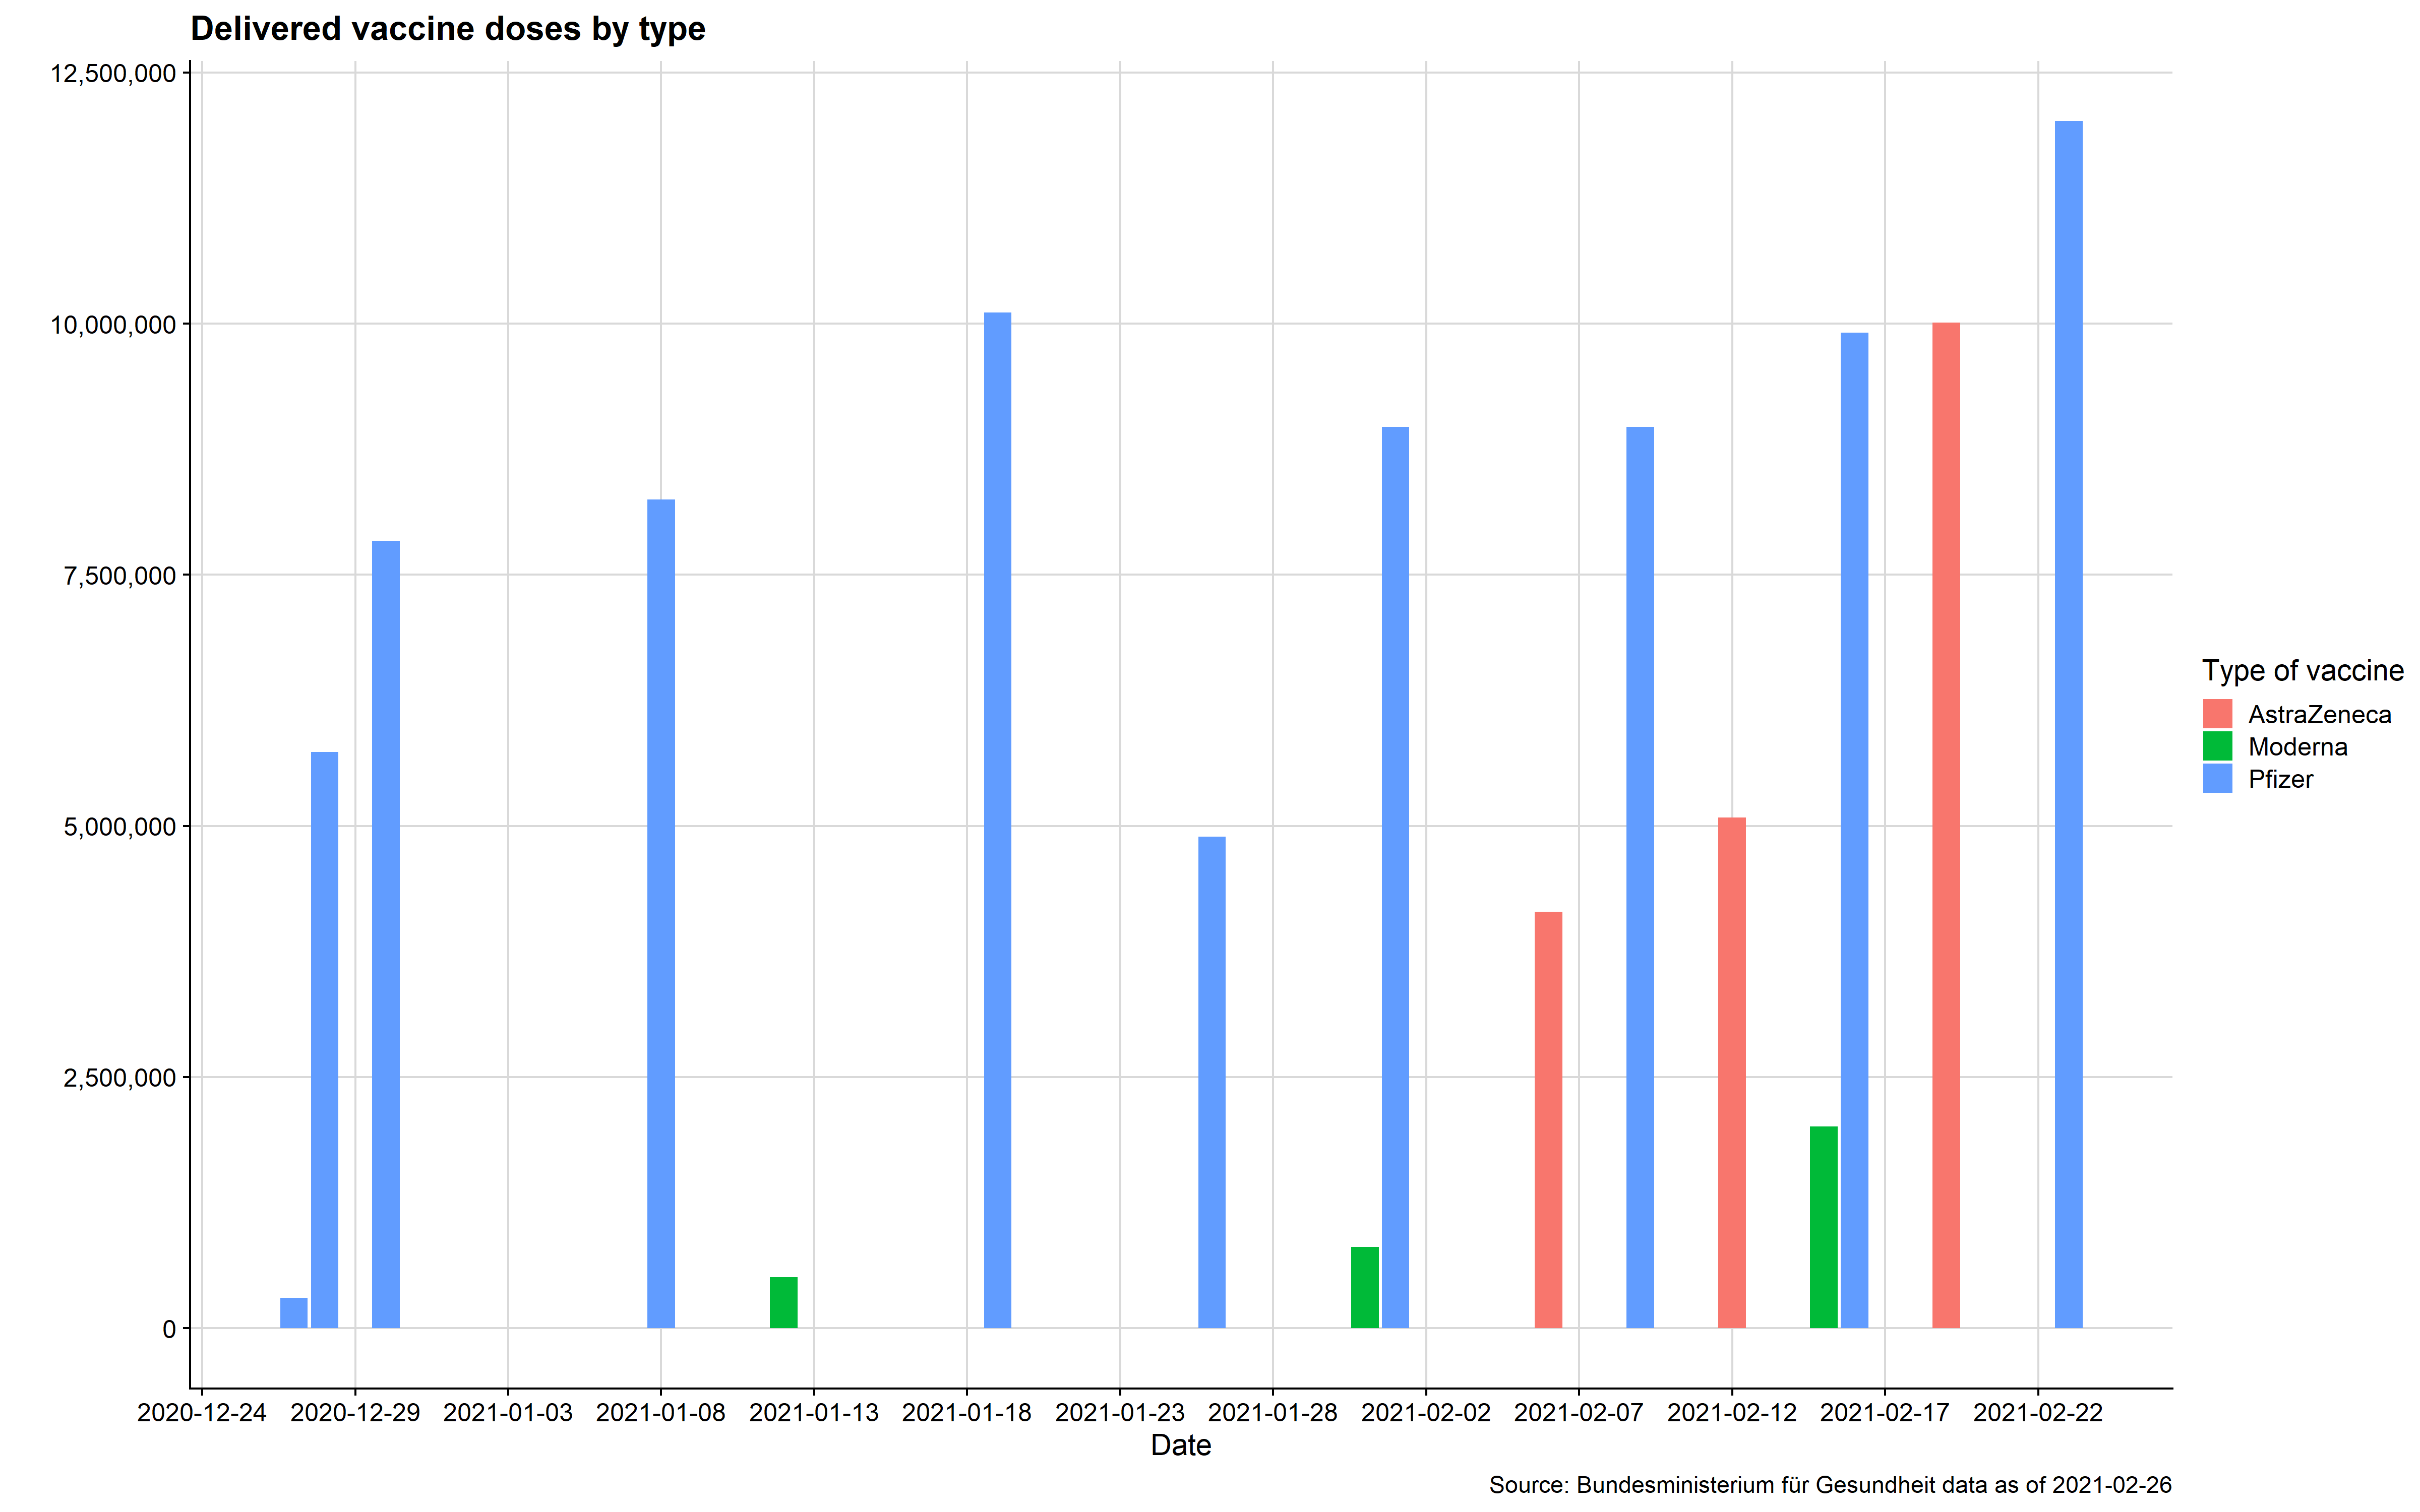 Delivered vaccine doses by type
12,500,000
10,000,000
7,500,000
5,000,000
2,500,000
0
2020-12-24 2020-12-29 2021-01-03 2021-01-08 2021-01-13 2021-01-18 2021-01-23 2021-01-28 2021-02-02 2021-02-07 2021-02-12 2021-02-17 2021-02-22
Date
Type of vaccine
AstraZeneca
Moderna
Pfizer
Source: Bundesministerium für Gesundheit data as of 2021-02-26